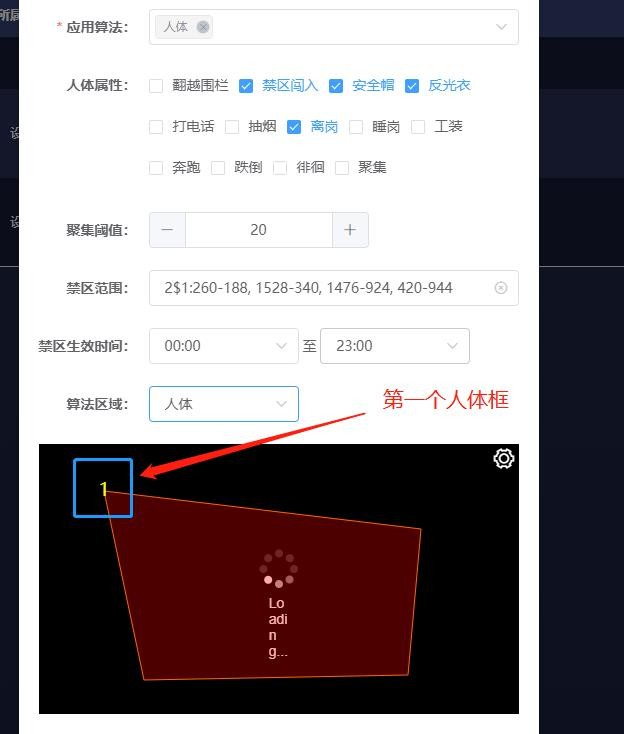 所属
* 应用算法： 人体
人体属性： 翻越围栏 禁区闯入 安全帽 反光衣
打电话 抽烟 离岗 睡岗 工装
设
奔跑 跌倒 徘徊 聚集
设
聚集阈值： － 20 ＋
禁区范围： 2$1:260-188, 1528-340, 1476-924, 420-944
禁区生效时间： 00:00 至 23:00
算法区域： 人体
第一个人体框
1
Lo
adi
n
g...